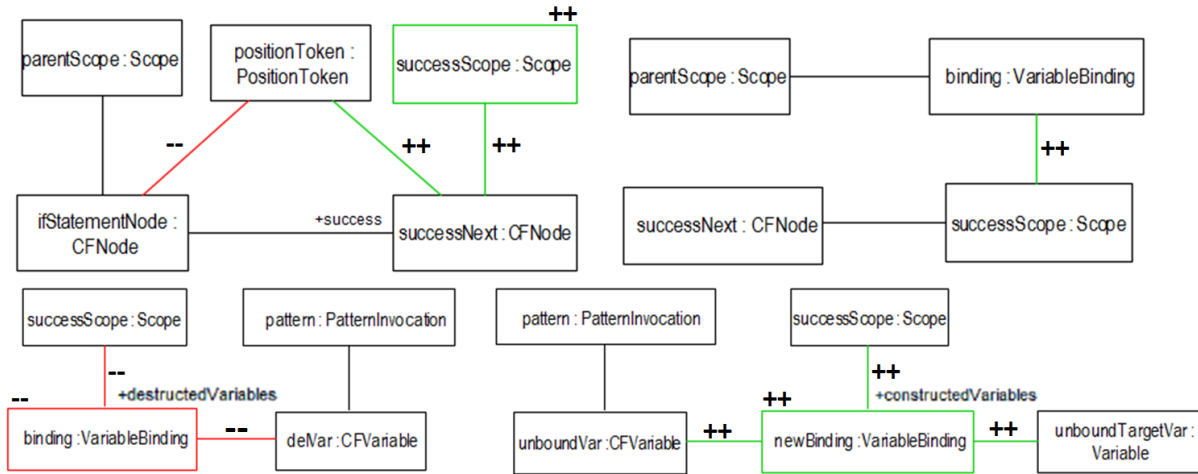 ++
parentScope : Scope
positionToken :
PositionToken
successScope : Scope
parentScope : Scope
binding : VariableBinding
--
++
++
++
ifStatementNode :
CFNode
+success
successNext : CFNode
successNext : CFNode
successScope : Scope
successScope : Scope
pattern : PatternInvocation
pattern : PatternInvocation
successScope : Scope
--
--
+destructedVariables
++
++
+constructedVariables
binding : VariableBinding
--
delVar : CFVariable
unboundVar : CFVariable
++
newBinding : VariableBinding
++
unboundTargetVar :
Variable